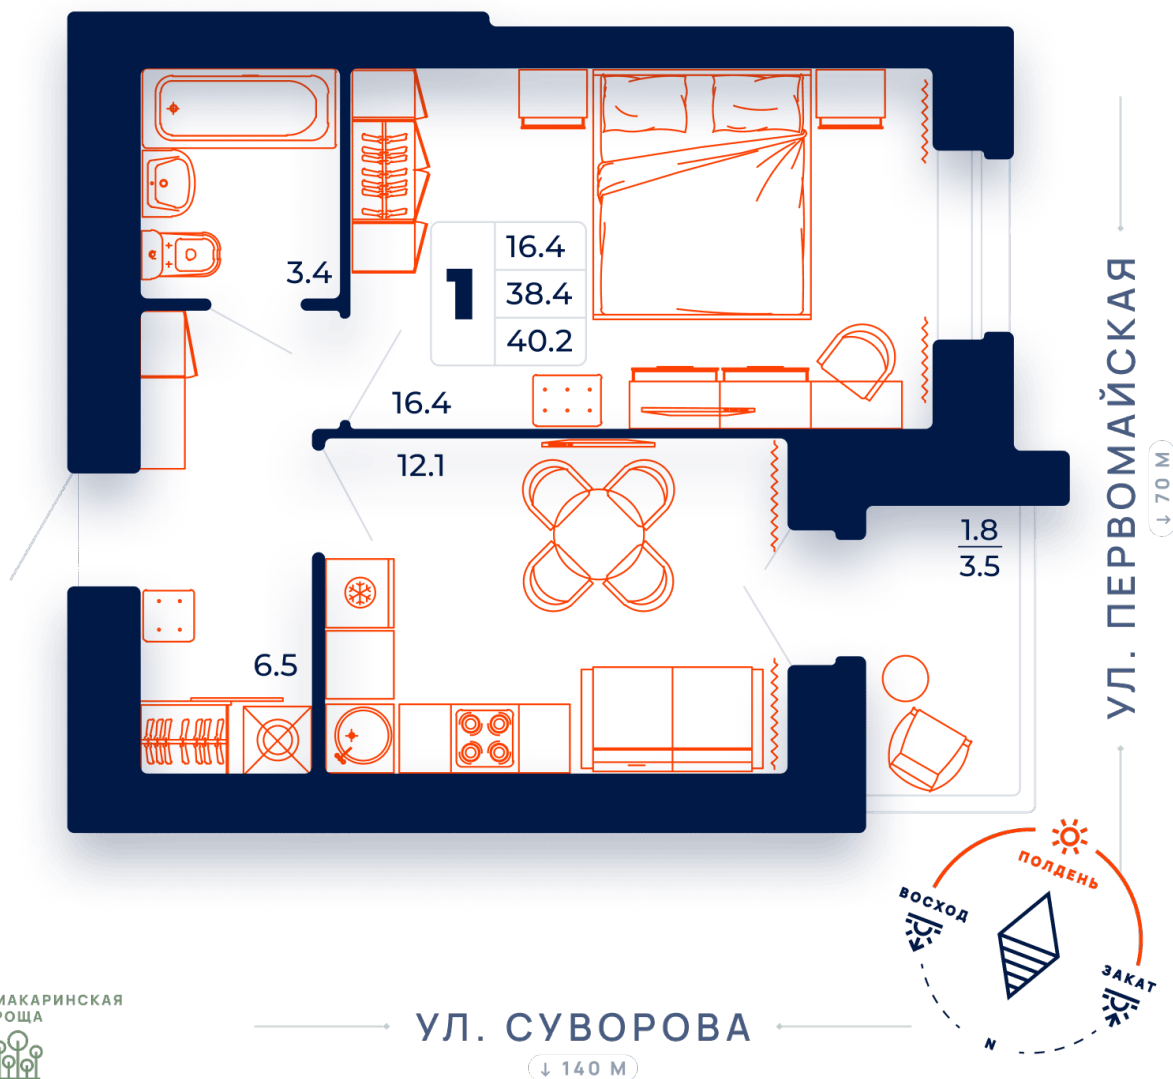 3.4
1
16.4
38.4
40.2
16.4
12.1
1.8
3.5
6.5
УЛ. ПЕРВОМАЙСКАЯ
↓ 70 М
ПОЛДЕНЬ
ВОСХОД
ЗАКАТ
N
МАКАРИНСКАЯ
РОЩА
УЛ. СУВОРОВА
↓ 140 М